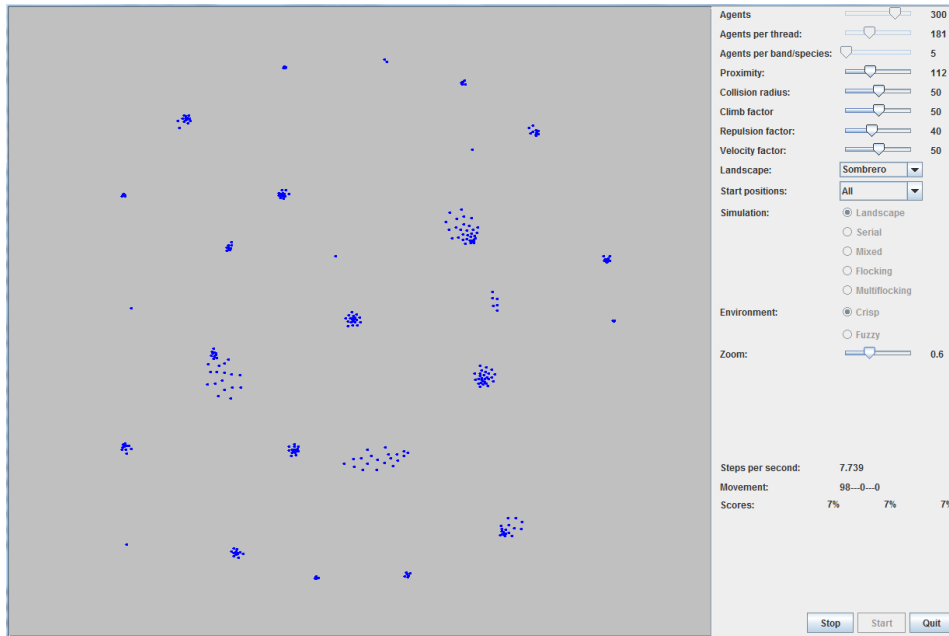 Agents 300
Agents per thread: 181
Agents per band/species: 5
Proximity: 112
Collision radius: 50
Climb factor 50
Repulsion factor: 40
Velocity factor: 50
Landscape: Sombrero
Start positions: All
Simulation: Landscape
Serial
Mixed
Flocking
Multiflocking
Environment: Crisp
Fuzzy
Zoom: 0.6
Steps per second: 7.739
Movement: 98---0---0
Scores: 7% 7% 7%
Stop Start Quit